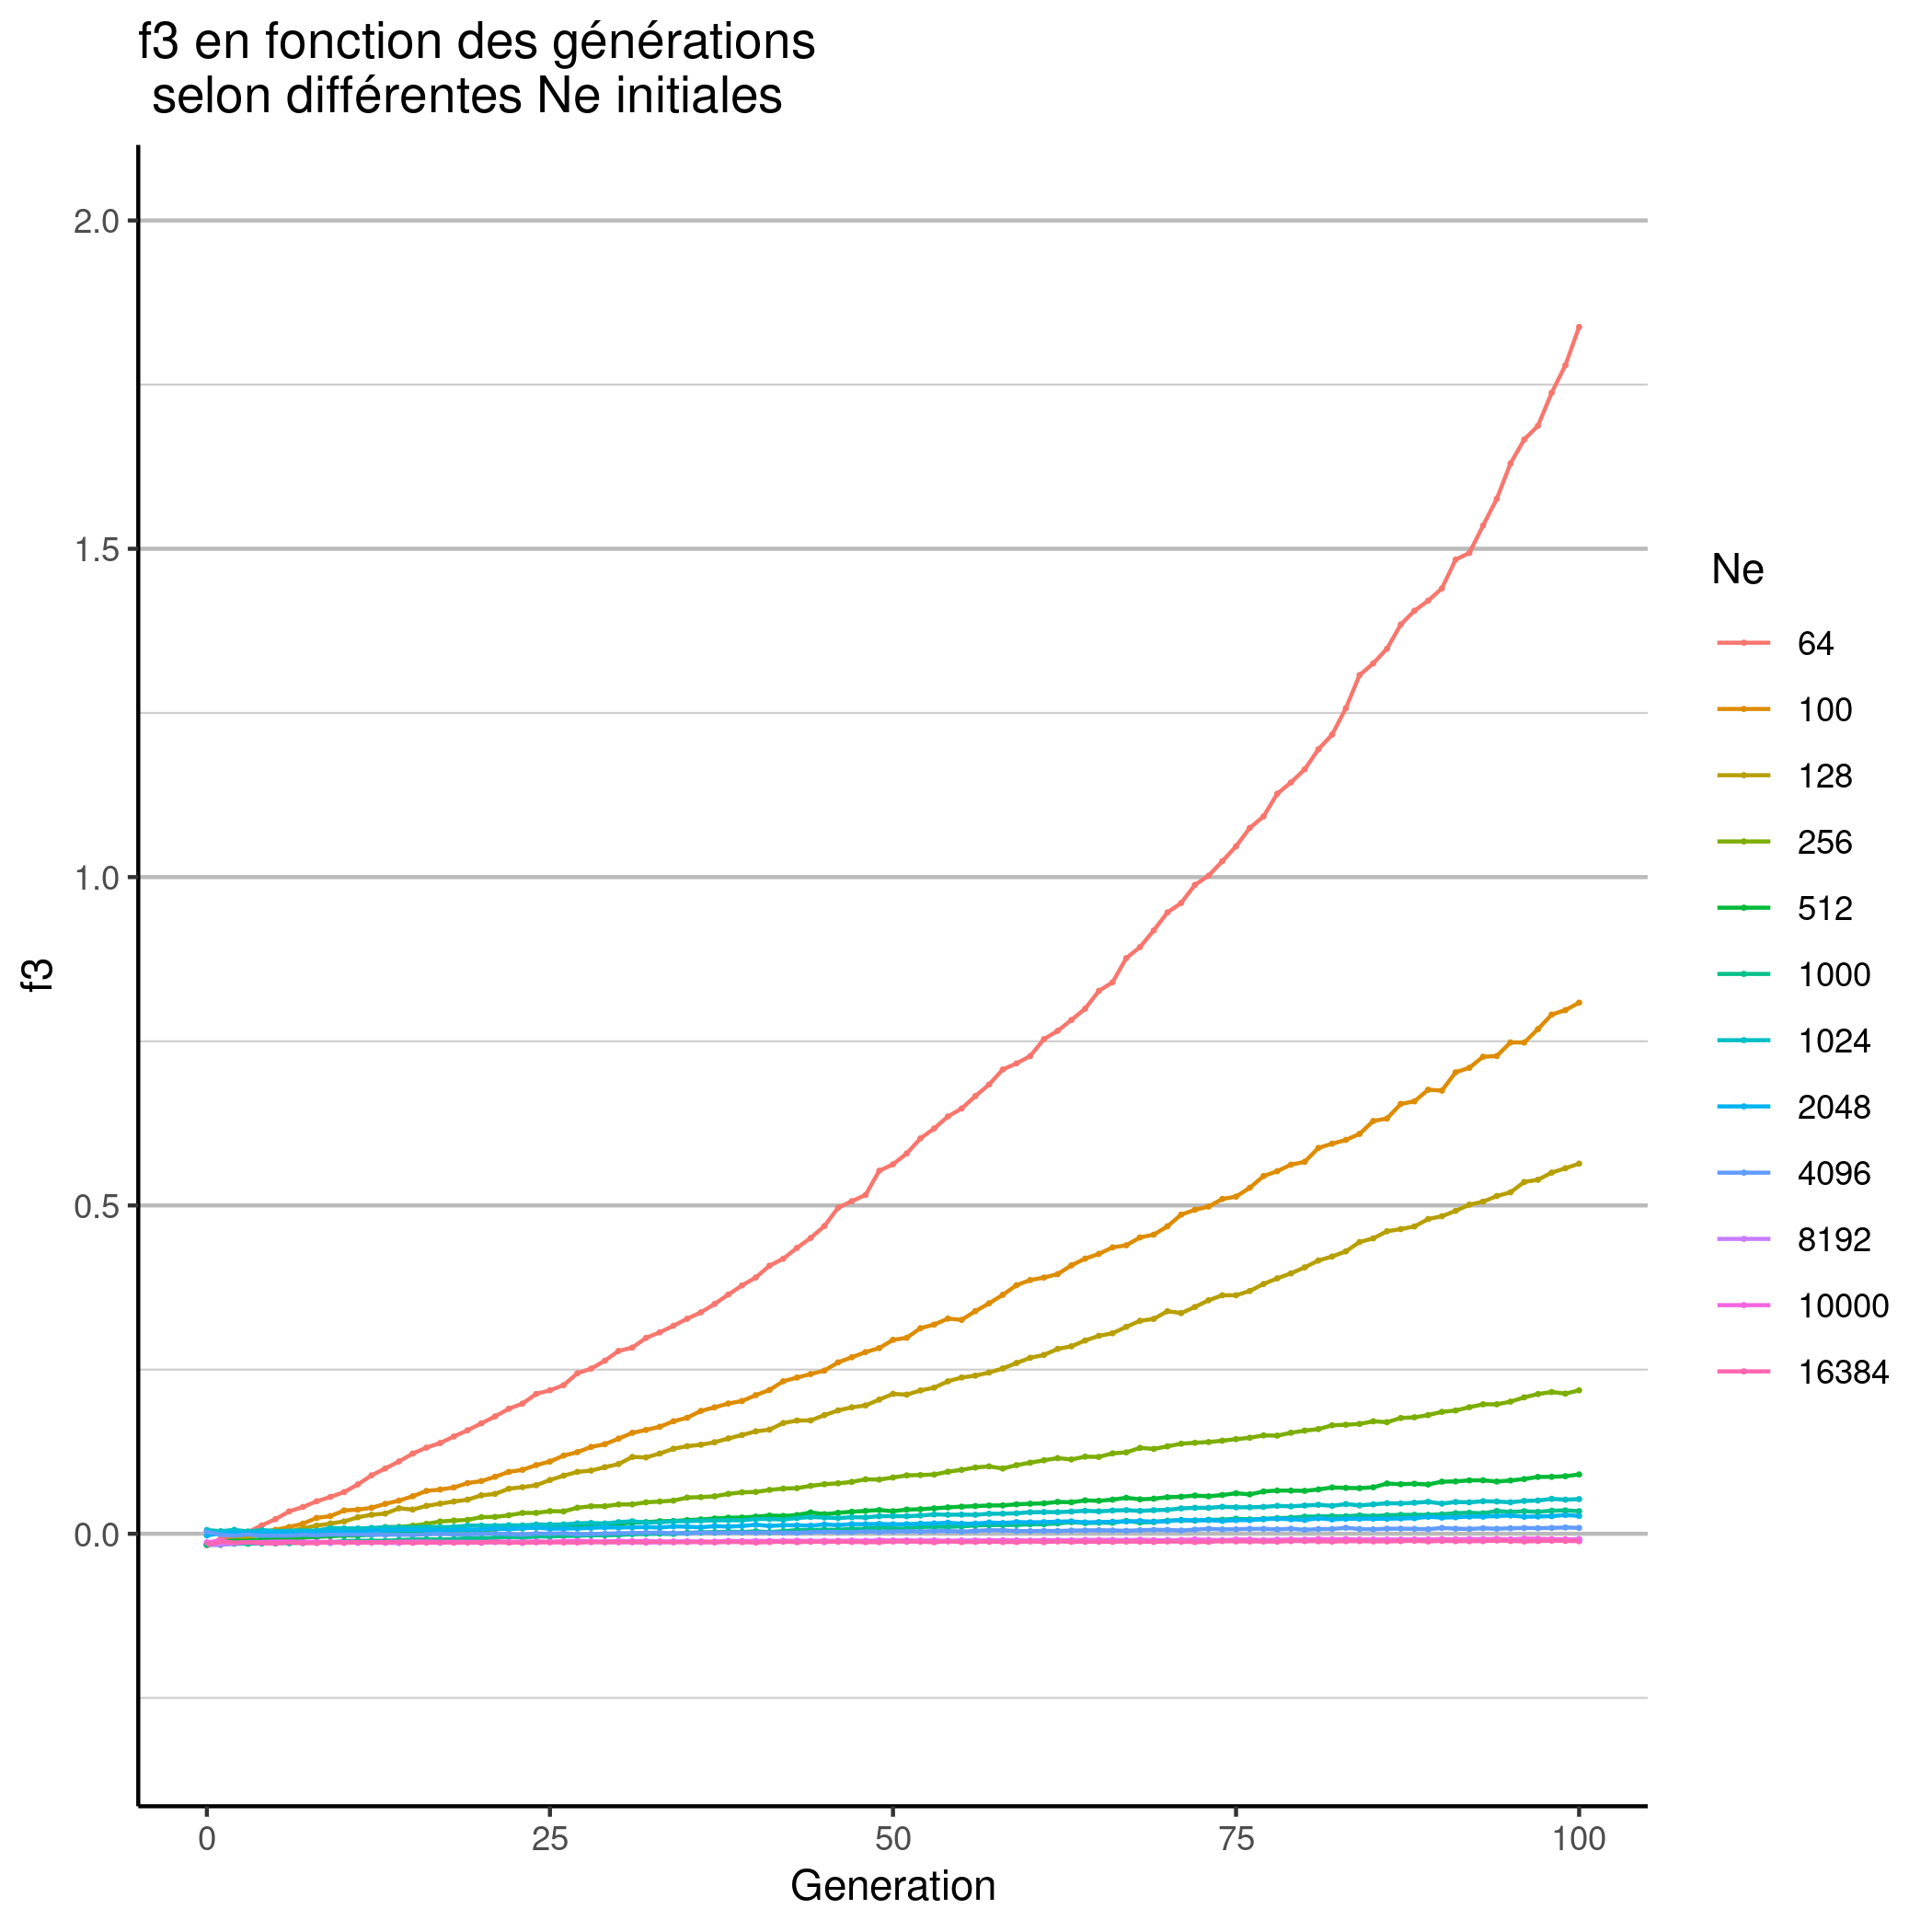 f3 en fonction des générations
selon différentes Ne initiales
2.0
1.5
1.0
0.5
0.0
f3
0 25 50 75 100
Generation
Ne
64
100
128
256
512
1000
1024
2048
4096
8192
10000
16384